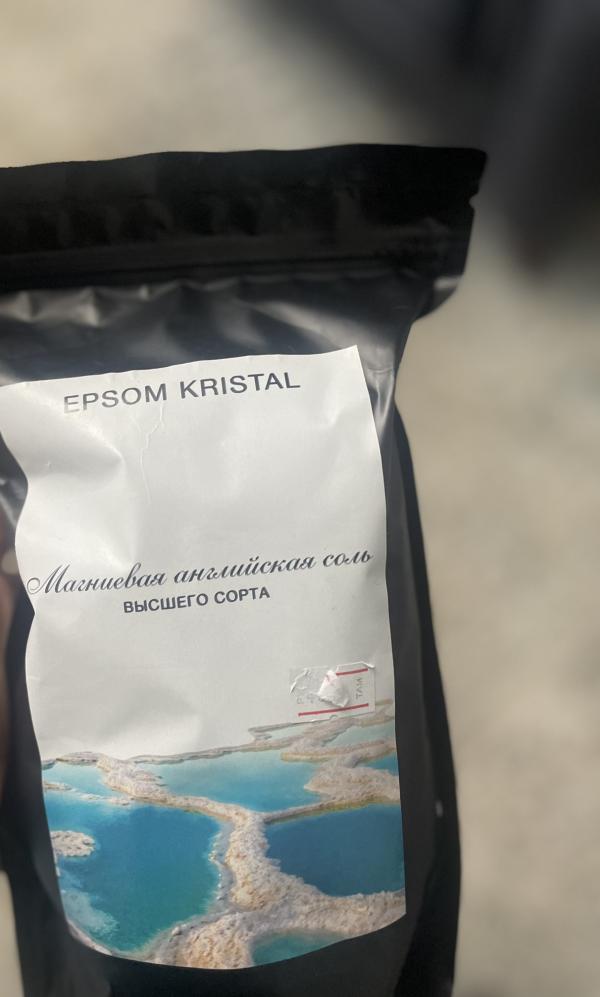 EPSOM KRISTAL
Магниевая английская соль
ВЫСШЕГО СОРТА